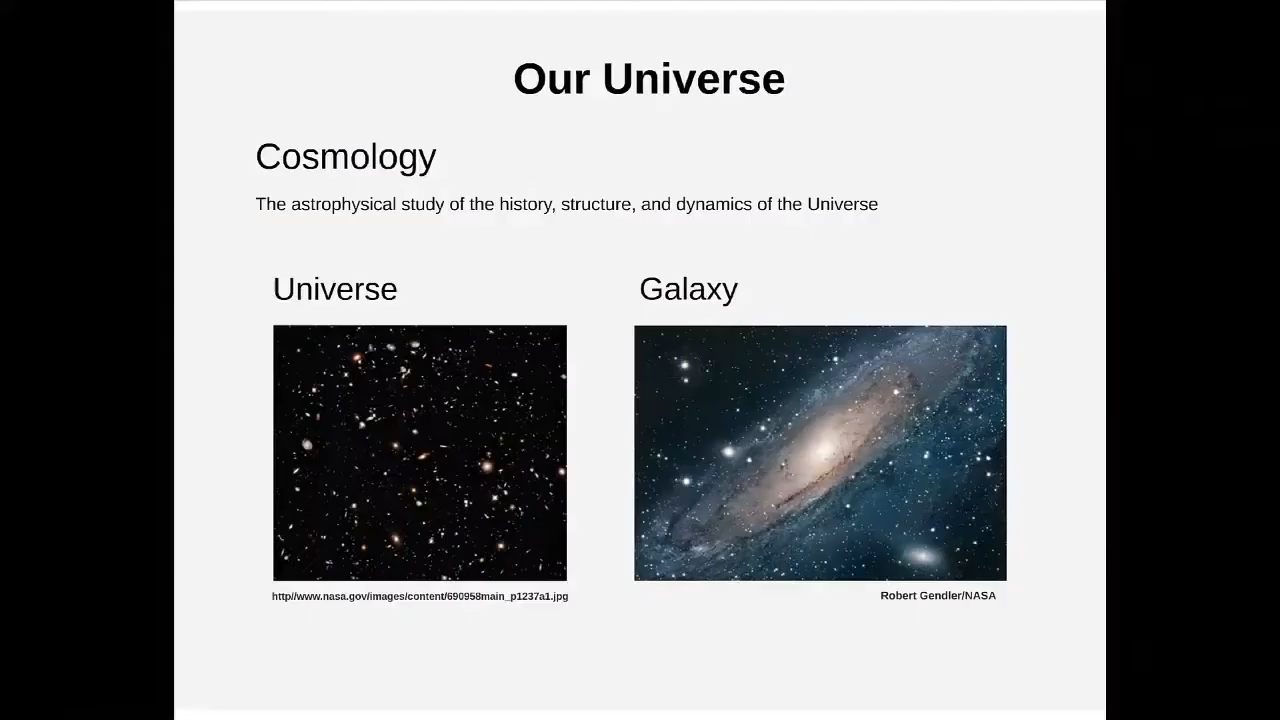 Our Universe
Cosmology
The astrophysical study of the history, structure, and dynamics of the Universe
Universe
Galaxy
http//www.nasa.gov/images/content/690958main_p1237a1.jpg
Robert Gendler/NASA